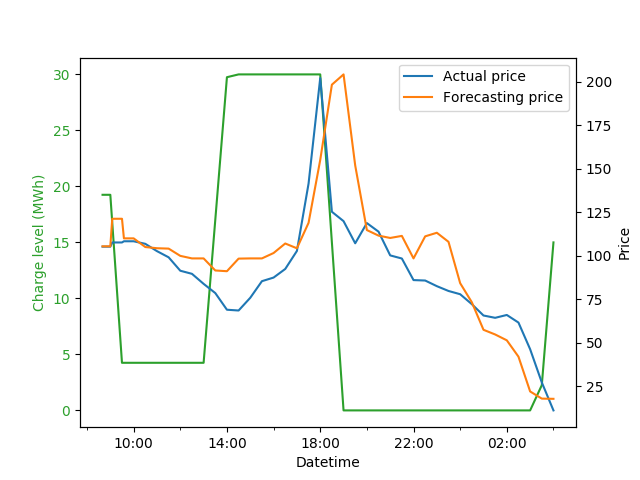 Actual price
Forecasting price
30
25
20
15
10
5
0
Charge level (MWh)
200
175
150
125
100
75
50
25
Price
10:00 14:00 18:00 22:00 02:00
Datetime